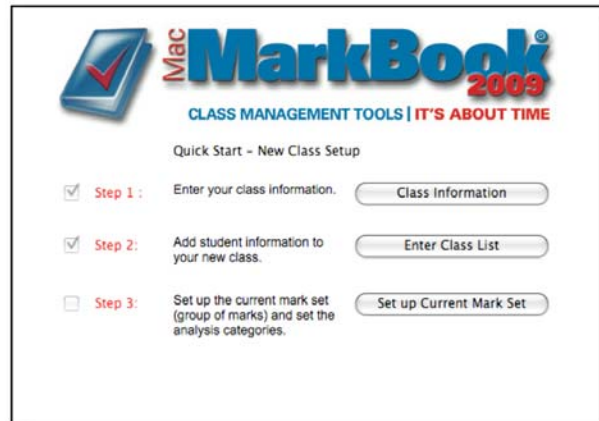 Mac MarkBook®
2009
CLASS MANAGEMENT TOOLS | IT'S ABOUT TIME
Quick Start – New Class Setup
Step 1 : Enter your class information. Class Information
Step 2: Add student information to
your new class. Enter Class List
Step 3: Set up the current mark set
(group of marks) and set the
analysis categories. Set up Current Mark Set